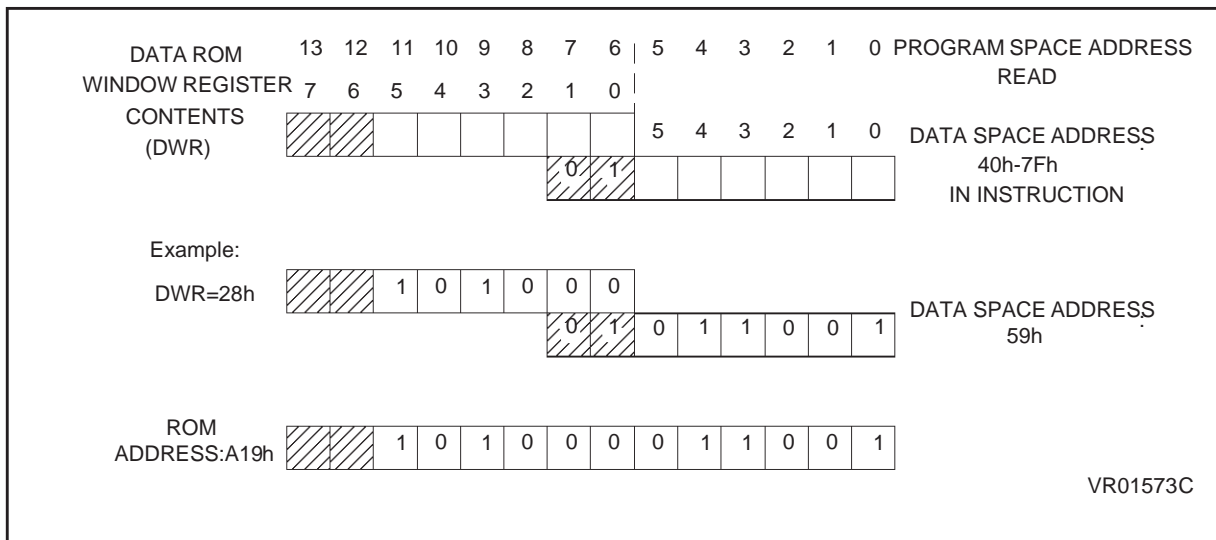 DATA ROM 13 12 11 10 9 8 7 6 5 4 3 2 1 0 PROGRAM SPACE ADDRESS
WINDOW REGISTER 7 6 5 4 3 2 1 0 READ
CONTENTS 5 4 3 2 1 0 DATA SPACE ADDRESS :
(DWR) 0 1 40h-7Fh
IN INSTRUCTION
Example:
DWR=28h 1 0 1 0 0 0
0 1 0 1 1 0 0 1 DATA SPACE ADDRESS :
59h
ROM
ADDRESS:A19h 1 0 1 0 0 0 0 1 1 0 0 1
VR01573C